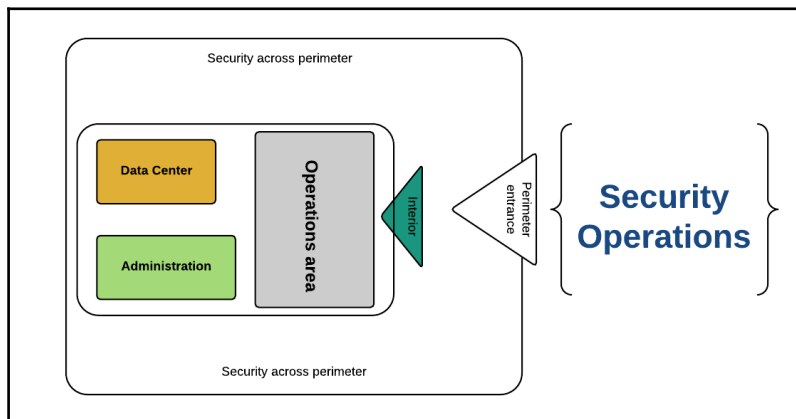 Security across perimeter
Data Center
Operations area
Interior
Perimeter
entrance
Security
Operations
Administration
Security across perimeter